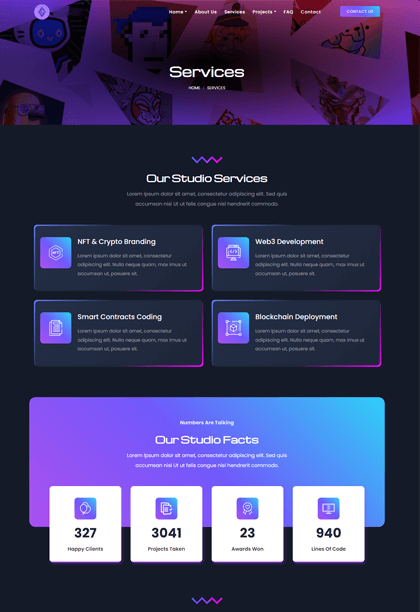 Home About Us Services Projects FAQ Contact CONTACT US
Services
HOME / SERVICES
Our Studio Services
Lorem ipsum dolor sit amet, consectetur adipiscing elit. Sed quis
accumsan nisi Ut ut felis congue nisl hendrerit commodo.
NFT & Crypto Branding
Lorem ipsum dolor sit amet, consectetur
adipiscing elit. Nulla neque quam, max imus ut
accumsan ut, posuere sit.
Web3 Development
Lorem ipsum dolor sit amet, consectetur
adipiscing elit. Nulla neque quam, max imus ut
accumsan ut, posuere sit.
Smart Contracts Coding
Lorem ipsum dolor sit amet, consectetur
adipiscing elit. Nulla neque quam, max imus ut
accumsan ut, posuere sit.
Blockchain Deployment
Lorem ipsum dolor sit amet, consectetur
adipiscing elit. Nulla neque quam, max imus ut
accumsan ut, posuere sit.
Numbers Are Talking
Our Studio Facts
Lorem ipsum dolor sit amet, consectetur adipiscing elit. Sed quis
accumsan nisi Ut ut felis congue nisl hendrerit commodo.
327
Happy Clients
3041
Projects Taken
23
Awards Won
940
Lines Of Code